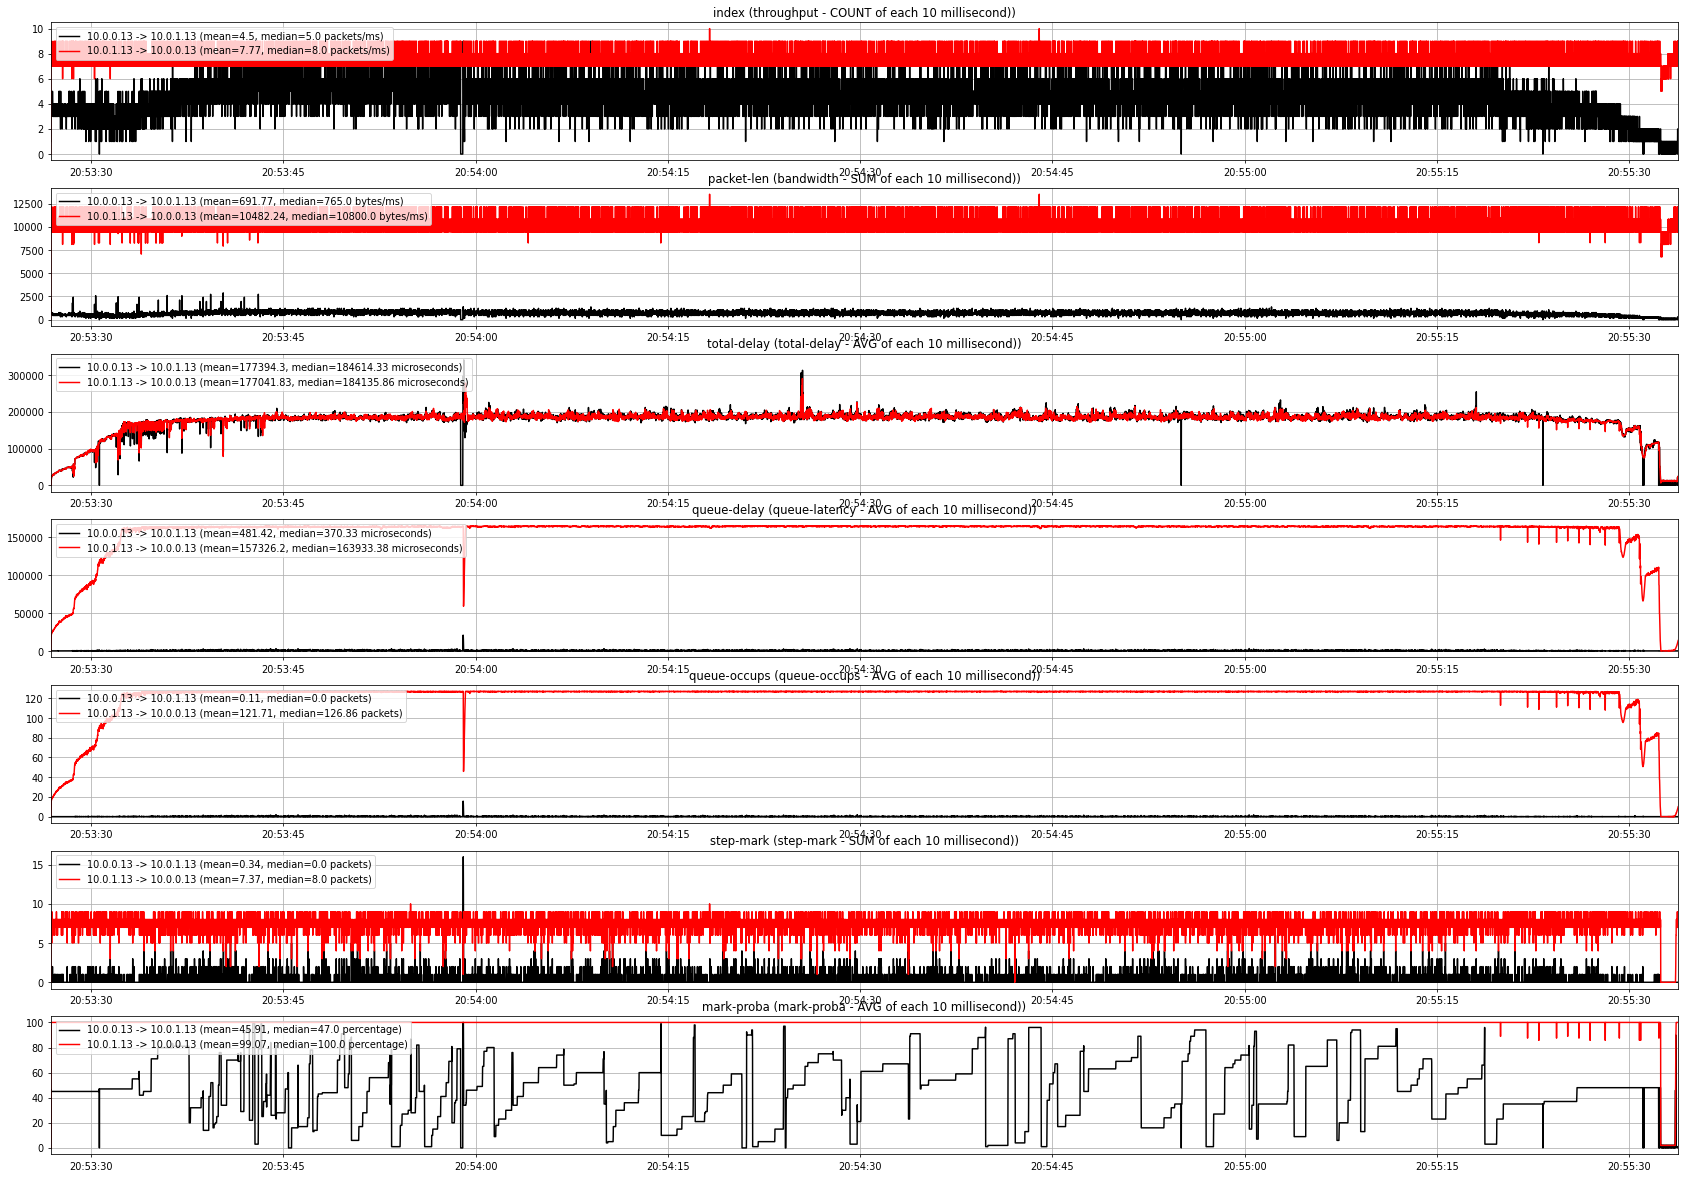 index (throughput - COUNT of each 10 millisecond))
10
10.0.0.13 -> 10.0.1.13 (mean=4.5, median=5.0 packets/ms)
8
10.0.1.13 -> 10.0.0.13 (mean=7.77, median=8.0 packets/ms)
6
4
2
0
20:53:30 20:53:45 20:54:00 20:54:15 20:54:30 20:54:45 20:55:00 20:55:15 20:55:30
packet-len (bandwidth - SUM of each 10 millisecond))
12500
10.0.0.13 -> 10.0.1.13 (mean=691.77, median=765.0 bytes/ms)
10.0.1.13 -> 10.0.0.13 (mean=10482.24, median=10800.0 bytes/ms)
10000
7500
5000
2500
0
20:53:30 20:53:45 20:54:00 20:54:15 20:54:30 20:54:45 20:55:00 20:55:15 20:55:30
total-delay (total-delay - AVG of each 10 millisecond))
10.0.0.13 -> 10.0.1.13 (mean=177394.3, median=184614.33 microseconds)
300000
10.0.1.13 -> 10.0.0.13 (mean=177041.83, median=184135.86 microseconds)
200000
100000
0
20:53:30 20:53:45 20:54:00 20:54:15 20:54:30 20:54:45 20:55:00 20:55:15 20:55:30
queue-delay (queue-latency - AVG of each 10 millisecond))
10.0.0.13 -> 10.0.1.13 (mean=481.42, median=370.33 microseconds)
150000
10.0.1.13 -> 10.0.0.13 (mean=157326.2, median=163933.38 microseconds)
100000
50000
0
20:53:30 20:53:45 20:54:00 20:54:15 20:54:30 20:54:45 20:55:00 20:55:15 20:55:30
queue-occups (queue-occups - AVG of each 10 millisecond))
120
10.0.0.13 -> 10.0.1.13 (mean=0.11, median=0.0 packets)
10.0.1.13 -> 10.0.0.13 (mean=121.71, median=126.86 packets)
100
80
60
40
20
0
20:53:30 20:53:45 20:54:00 20:54:15 20:54:30 20:54:45 20:55:00 20:55:15 20:55:30
step-mark (step-mark - SUM of each 10 millisecond))
10.0.0.13 -> 10.0.1.13 (mean=0.34, median=0.0 packets)
15
10.0.1.13 -> 10.0.0.13 (mean=7.37, median=8.0 packets)
10
5
0
20:53:30 20:53:45 20:54:00 20:54:15 20:54:30 20:54:45 20:55:00 20:55:15 20:55:30
mark-proba (mark-proba - AVG of each 10 millisecond))
100
10.0.0.13 -> 10.0.1.13 (mean=45.91, median=47.0 percentage)
10.0.1.13 -> 10.0.0.13 (mean=99.07, median=100.0 percentage)
80
60
40
20
0
20:53:30 20:53:45 20:54:00 20:54:15 20:54:30 20:54:45 20:55:00 20:55:15 20:55:30